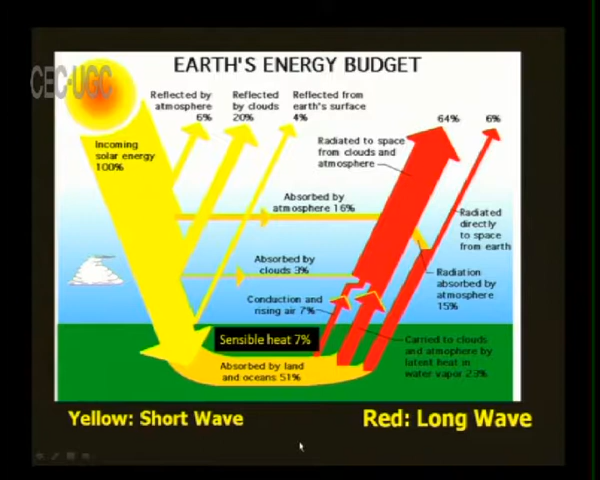 EARTH'S ENERGY BUDGET
CEC-UGC
Reflected by
atmosphere
6%
Reflected
by clouds
20%
Reflected from
earth's surface
4%
64%
6%
Incoming
solar energy
100%
Radiated to space
from clouds and
atmosphere
Absorbed by
atmosphere 16%
Radiated
directly
to space
from earth
Absorbed by
clouds 3%
Radiation
absorbed by
atmosphere
15%
Conduction and
rising air 7%
Sensible heat 7%
Carried to clouds
and atmophere by
latent heat in
water vapor 23%
Absorbed by land
and oceans 51%
Yellow: Short Wave
Red: Long Wave